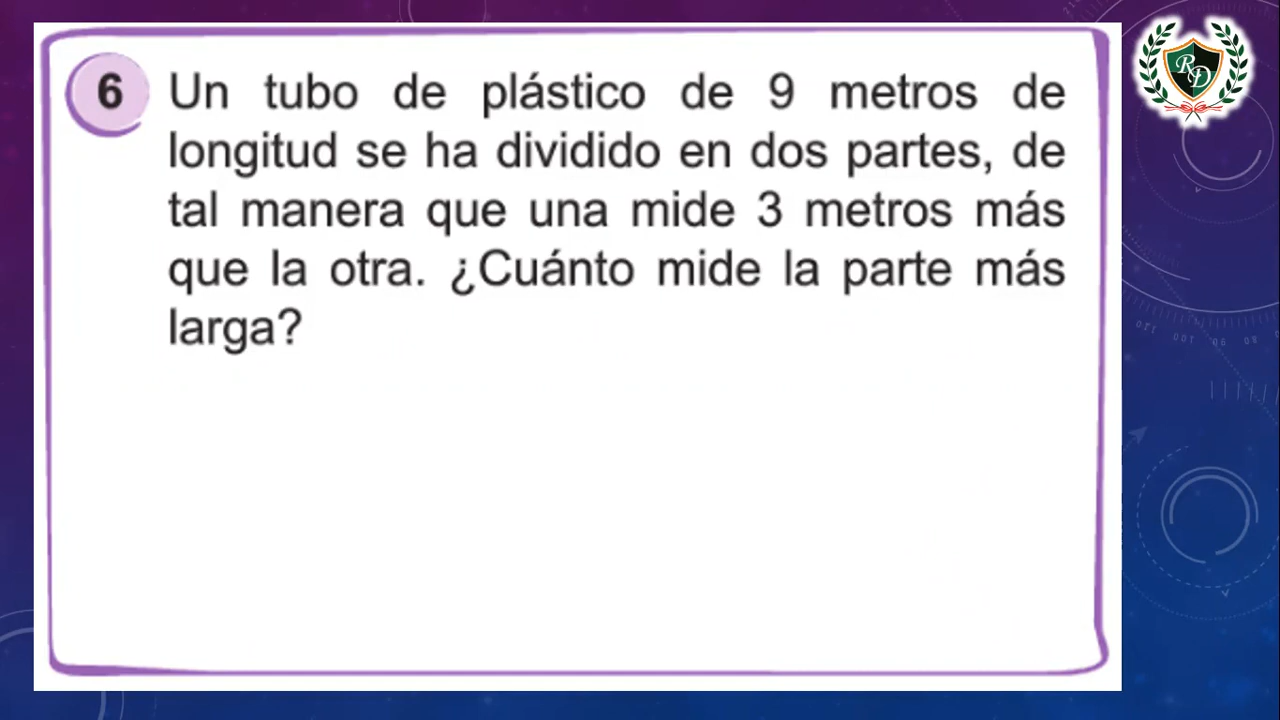 6 Un tubo de plástico de 9 metros de
longitud se ha dividido en dos partes, de
tal manera que una mide 3 metros más
que la otra. ¿Cuánto mide la parte más
larga?
RD